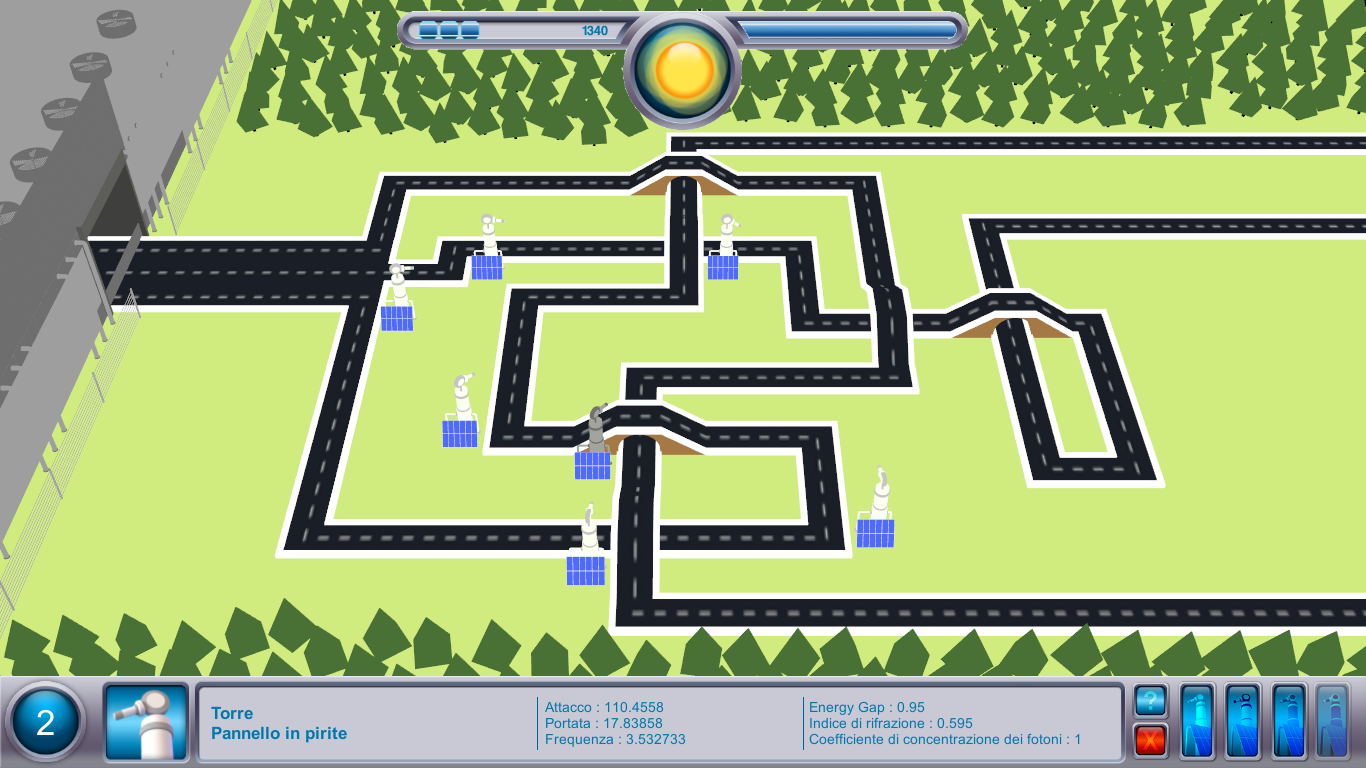 1340
2
Torre
Pannello in pirite
Attacco : 110.4558
Portata : 17.83858
Frequenza : 3.532733
Energy Gap : 0.95
Indice di rifrazione : 0.595
Coefficiente di concentrazione dei fotoni : 1
?
X